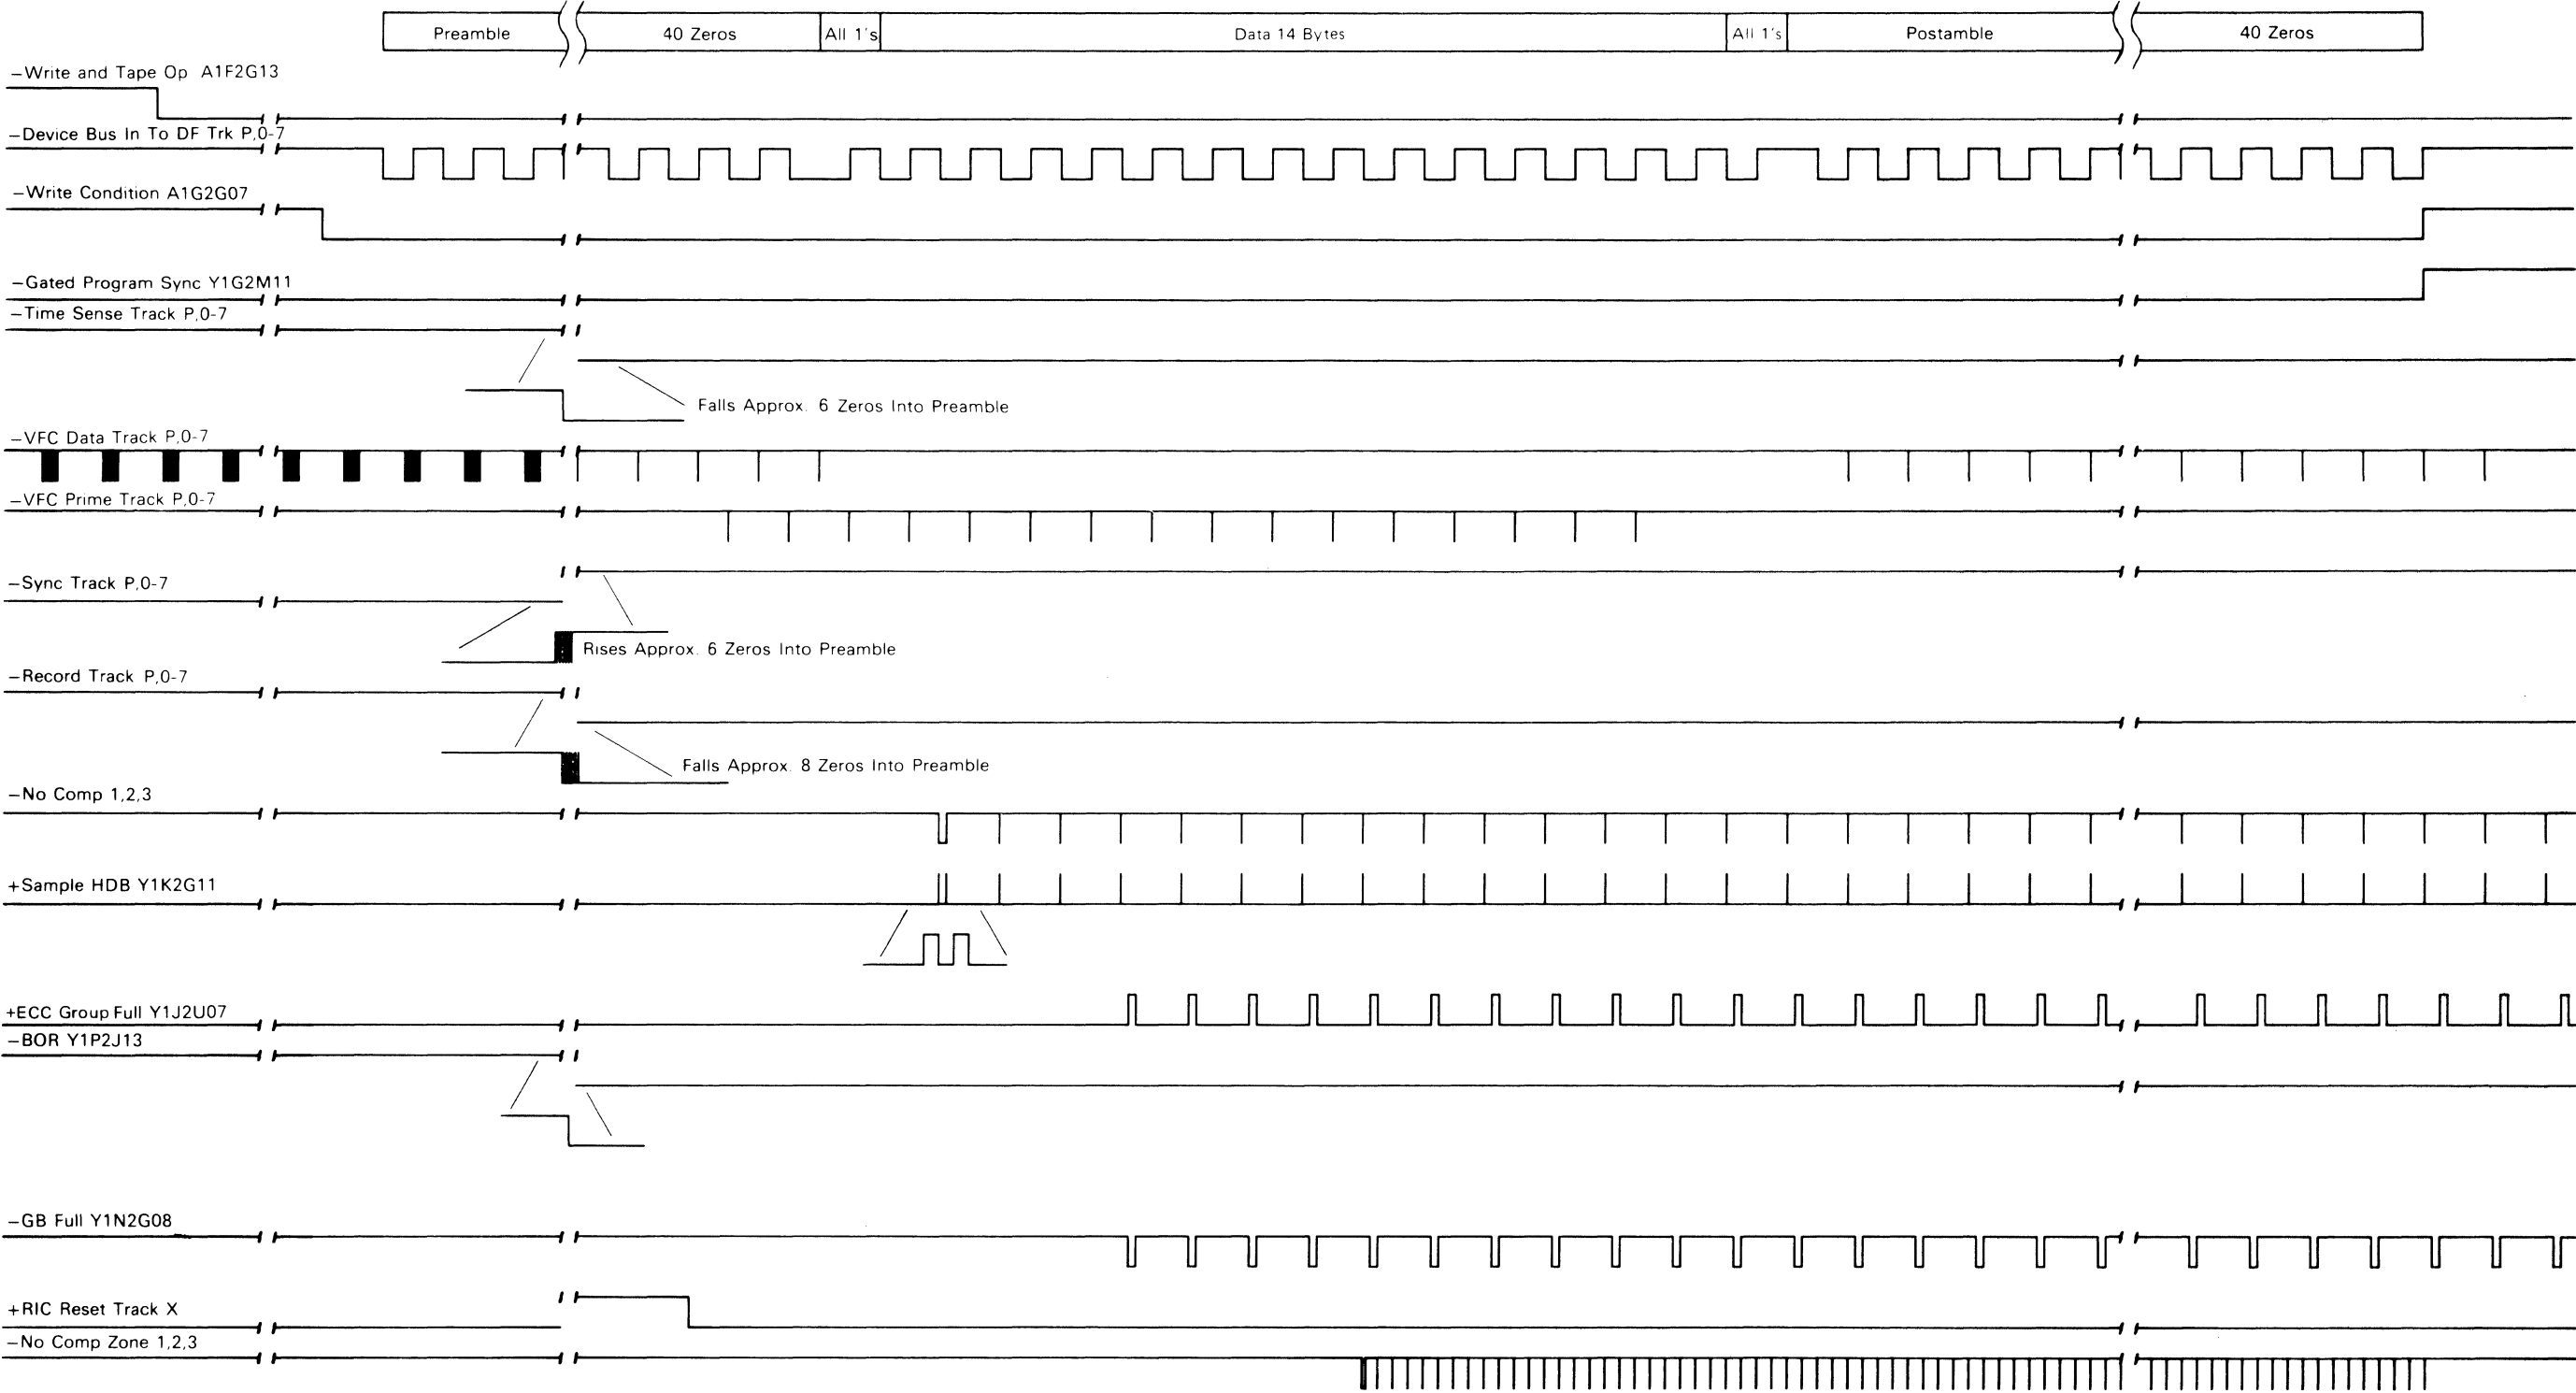 Preamble 40 Zeros All 1's Data 14 Bytes All 1's Postamble 40 Zeros
−Write and Tape Op A1F2G13
−Device Bus In To DF Trk P,0-7
−Write Condition A1G2G07
−Gated Program Sync Y1G2M11
−Time Sense Track P,0-7
Falls Approx. 6 Zeros Into Preamble
−VFC Data Track P,0-7
−VFC Prime Track P,0-7
−Sync Track P,0-7
Rises Approx. 6 Zeros Into Preamble
−Record Track P,0-7
Falls Approx. 8 Zeros Into Preamble
−No Comp 1,2,3
+Sample HDB Y1K2G11
+ECC Group Full Y1J2U07
−BOR Y1P2J13
−GB Full Y1N2G08
+RIC Reset Track X
−No Comp Zone 1,2,3